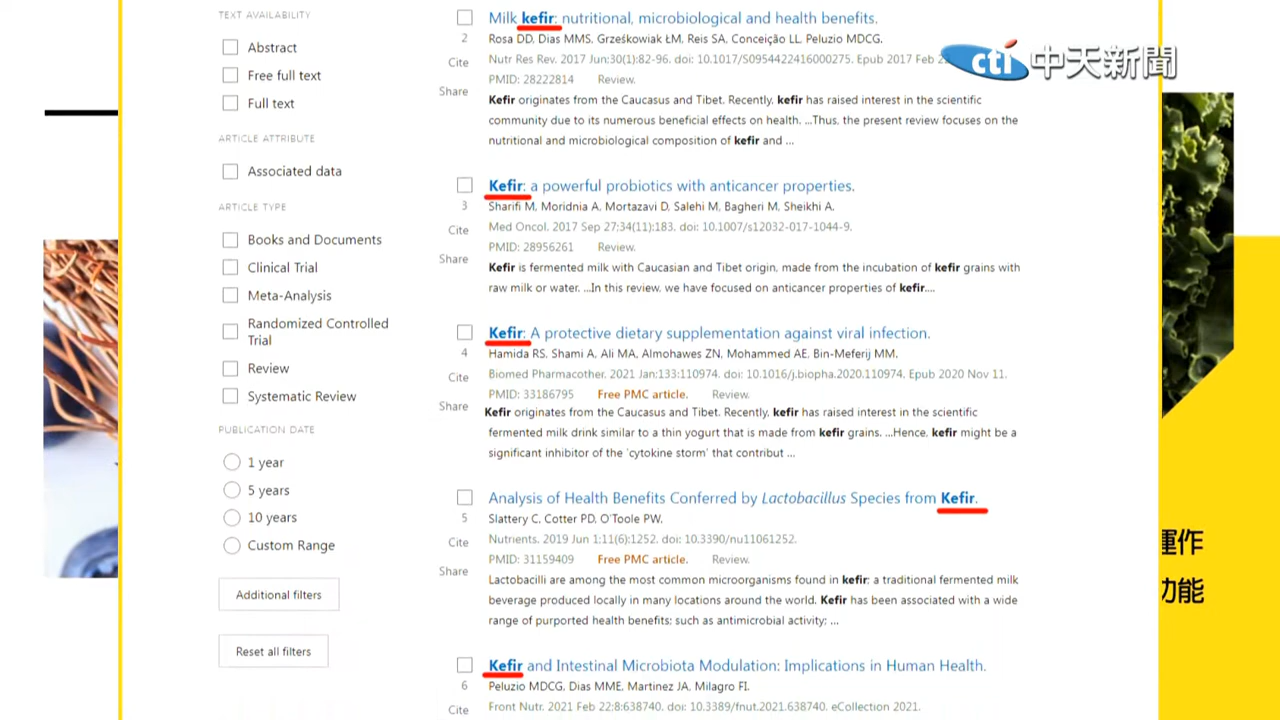 TEXT AVAILABILITY
Abstract
Free full text
Full text
ARTICLE ATTRIBUTE
Associated data
ARTICLE TYPE
Books and Documents
Clinical Trial
Meta-Analysis
Randomized Controlled
Trial
Review
Systematic Review
PUBLICATION DATE
1 year
5 years
10 years
Custom Range
Additional filters
Reset all filters
Milk kefir: nutritional, microbiological and health benefits.
2
Rosa DD, Dias MMS, Grześkowiak ŁM, Reis SA, Conceição LL, Peluzio MDCG.
Cite
Nutr Res Rev. 2017 Jun;30(1):82-96. doi: 10.1017/S0954422416000275. Epub 2017 Feb
PMID: 28222814 Review.
Share
Kefir originates from the Caucasus and Tibet. Recently, kefir has raised interest in the scientific
community due to its numerous beneficial effects on health. ...Thus, the present review focuses on the
nutritional and microbiological composition of kefir and ...
Kefir: a powerful probiotics with anticancer properties.
3
Sharifi M, Moridnia A, Mortazavi D, Salehi M, Bagheri M, Sheikhi A.
Cite
Med Oncol. 2017 Sep 27;34(11):183. doi: 10.1007/s12032-017-1044-9.
PMID: 28956261 Review.
Share
Kefir is fermented milk with Caucasian and Tibet origin, made from the incubation of kefir grains with
raw milk or water. ...In this review, we have focused on anticancer properties of kefir....
Kefir: A protective dietary supplementation against viral infection.
4
Hamida RS, Shami A, Ali MA, Almohawes ZN, Mohammed AE, Bin-Meferij MM.
Cite
Biomed Pharmacother. 2021 Jan;133:110974. doi: 10.1016/j.biopha.2020.110974. Epub 2020 Nov 11.
PMID: 33186795 Free PMC article. Review.
Share
Kefir originates from the Caucasus and Tibet. Recently, kefir has raised interest in the scientific
fermented milk drink similar to a thin yogurt that is made from kefir grains. ...Hence, kefir might be a
significant inhibitor of the 'cytokine storm' that contribut ...
Analysis of Health Benefits Conferred by Lactobacillus Species from Kefir.
5
Slattery C, Cotter PD, O'Toole PW.
Cite
Nutrients. 2019 Jun 1;11(6):1252. doi: 10.3390/nu11061252.
PMID: 31159409 Free PMC article. Review.
Share
Lactobacilli are among the most common microorganisms found in kefir; a traditional fermented milk
beverage produced locally in many locations around the world. Kefir has been associated with a wide
range of purported health benefits; such as antimicrobial activity; ...
Kefir and Intestinal Microbiota Modulation: Implications in Human Health.
6
Peluzio MDCG, Dias MME, Martinez JA, Milagro FI.
Cite
Front Nutr. 2021 Feb 22;8:638740. doi: 10.3389/fnut.2021.638740. eCollection 2021.
cti 中天新聞
運作
功能